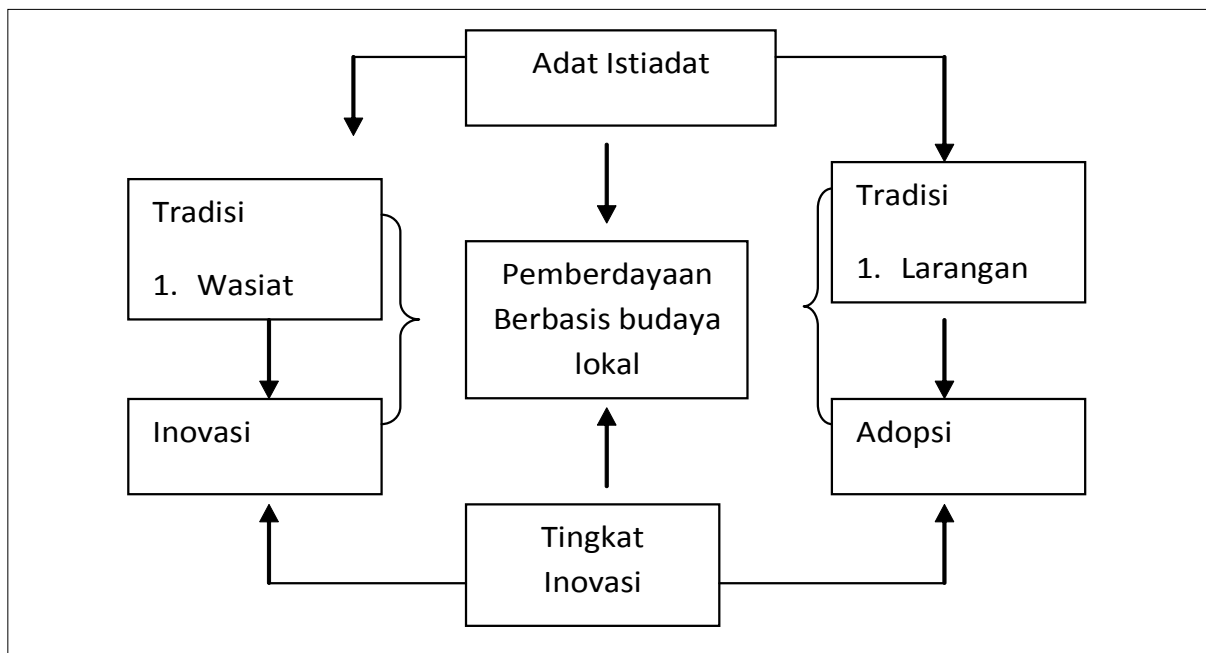 Adat Istiadat
Tradisi
1. Wasiat
Pemberdayaan
Berbasis budaya
lokal
Tradisi
1. Larangan
Inovasi
Adopsi
Tingkat
Inovasi